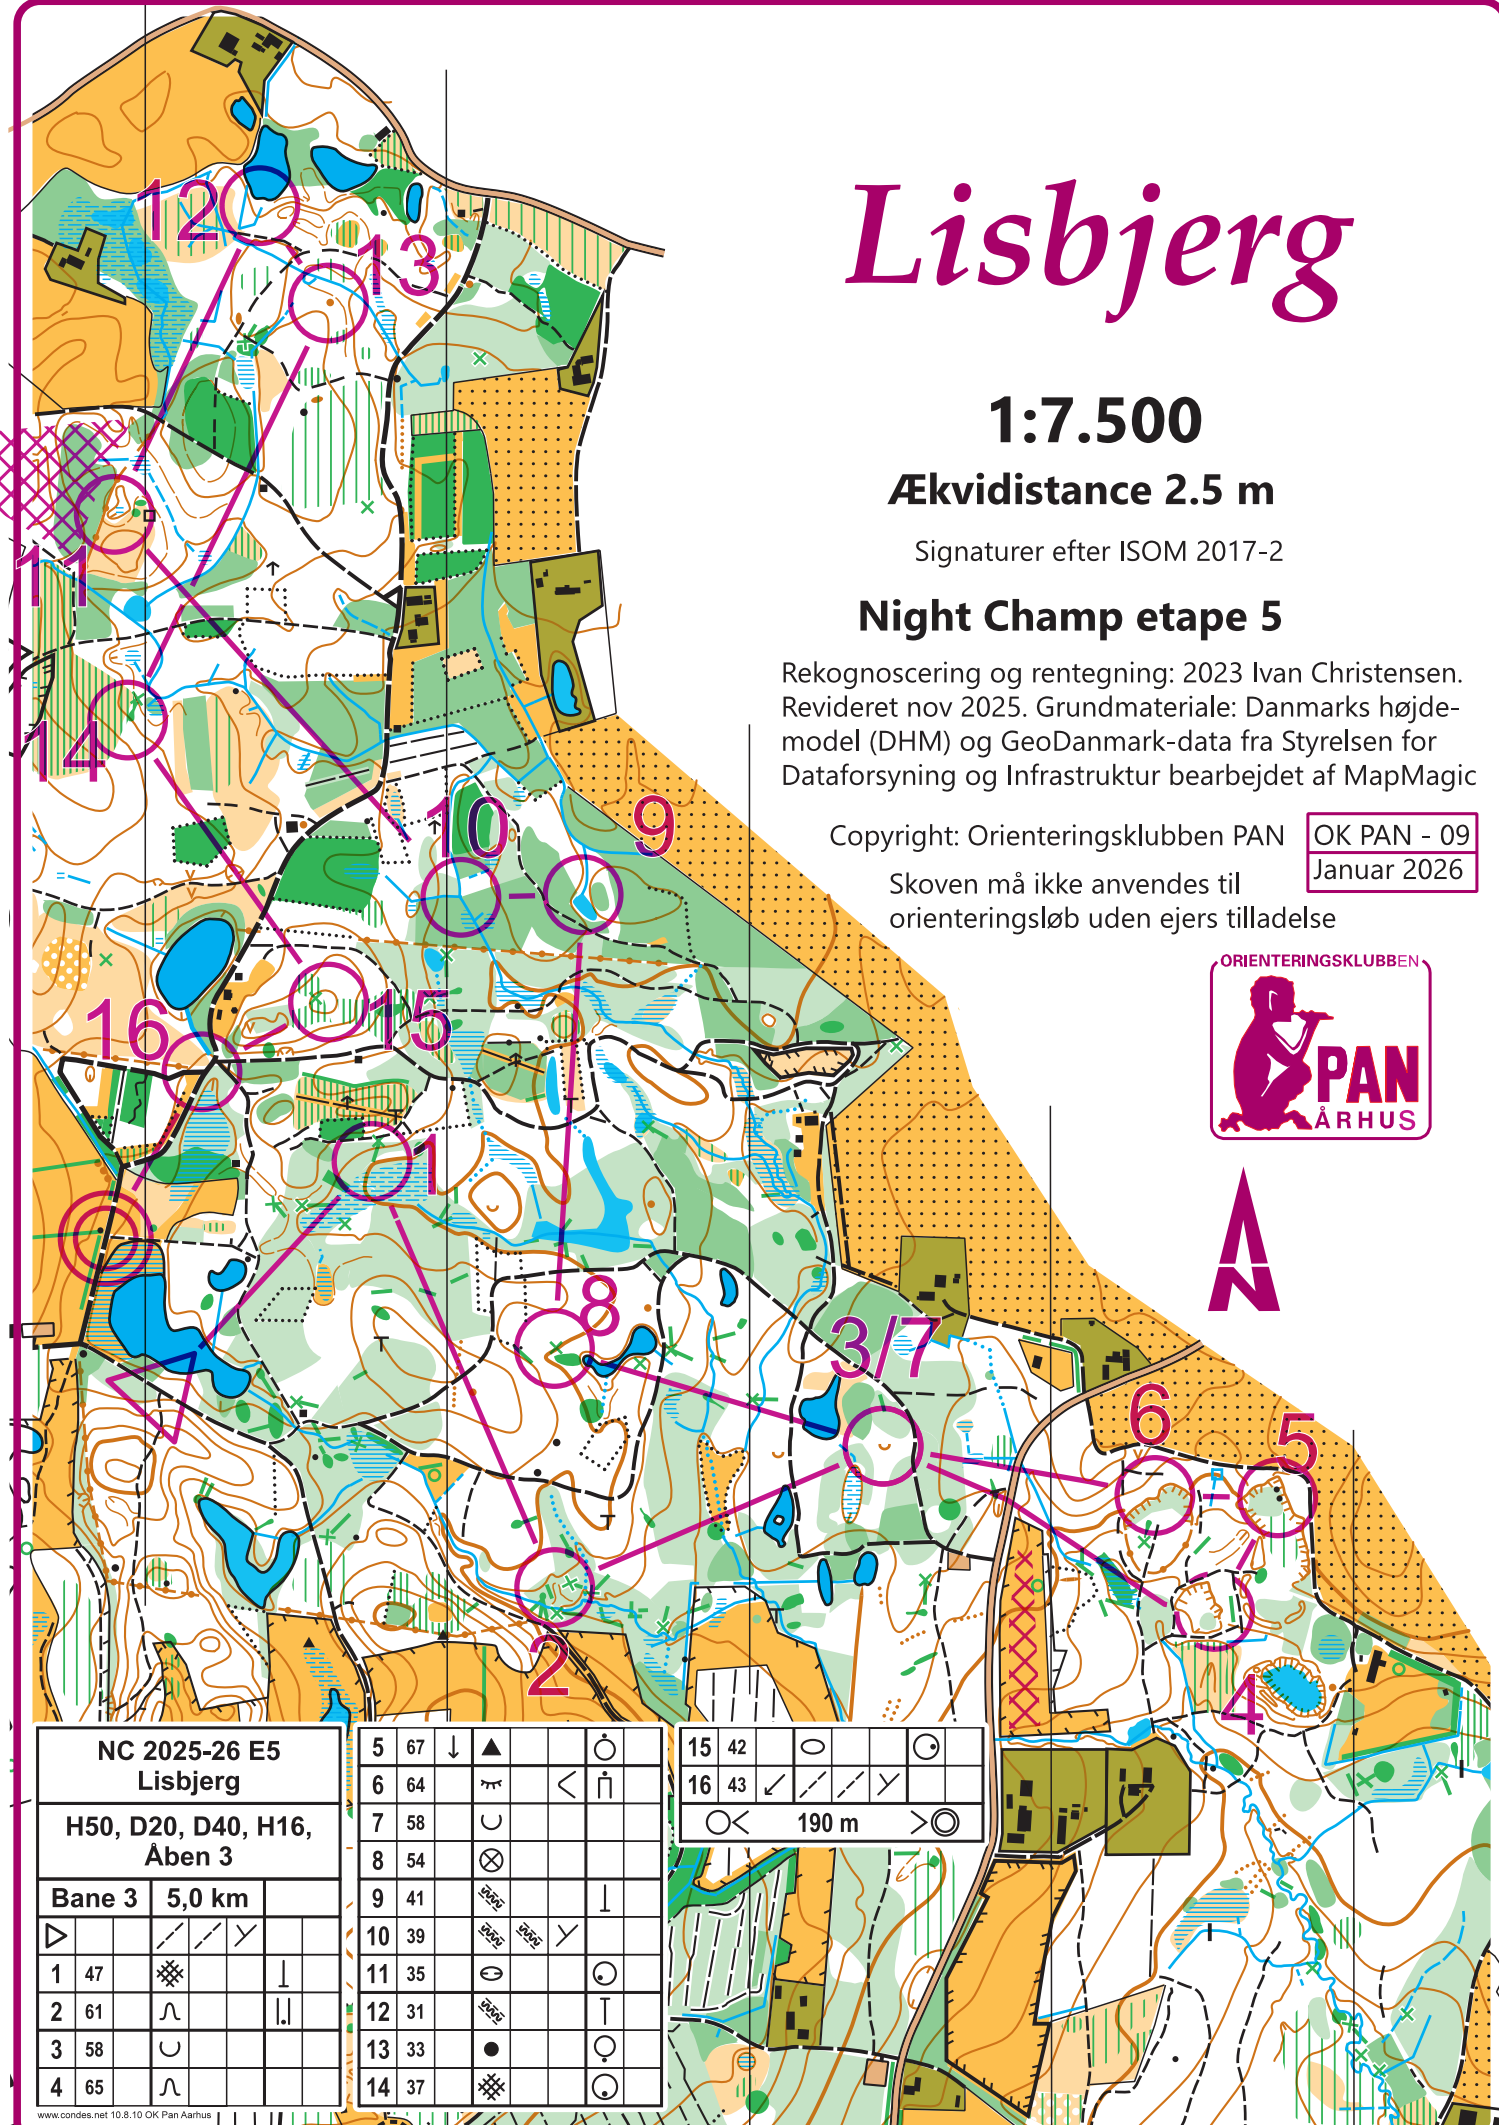 Lisbjerg
1:7.500
Ækvidistance 2.5 m
Signaturer efter ISOM 2017-2
Night Champ etape 5
Rekognoscering og rentegning: 2023 Ivan Christensen.
Revideret nov 2025. Grundmateriale: Danmarks højde-
model (DHM) og GeoDanmark-data fra Styrelsen for
Dataforsyning og Infrastruktur bearbejdet af MapMagic
Copyright: Orienteringsklubben PAN
OK PAN - 09
Januar 2026
Skoven må ikke anvendes til
orienteringsløb uden ejers tilladelse
ORIENTERINGSKLUBBEN
PAN
ÅRHUS
N
12
13
11
14
10
9
15
16
1
8
3/7
6
5
2
4
NC 2025-26 E5
Lisbjerg
H50, D20, D40, H16,
Åben 3
Bane 3 5,0 km
1 47
2 61
3 58
4 65
5 67
6 64
7 58
8 54
9 41
10 39
11 35
12 31
13 33
14 37
15 42
16 43
190 m
www.condes.net 10.8.10 OK Pan Aarhus